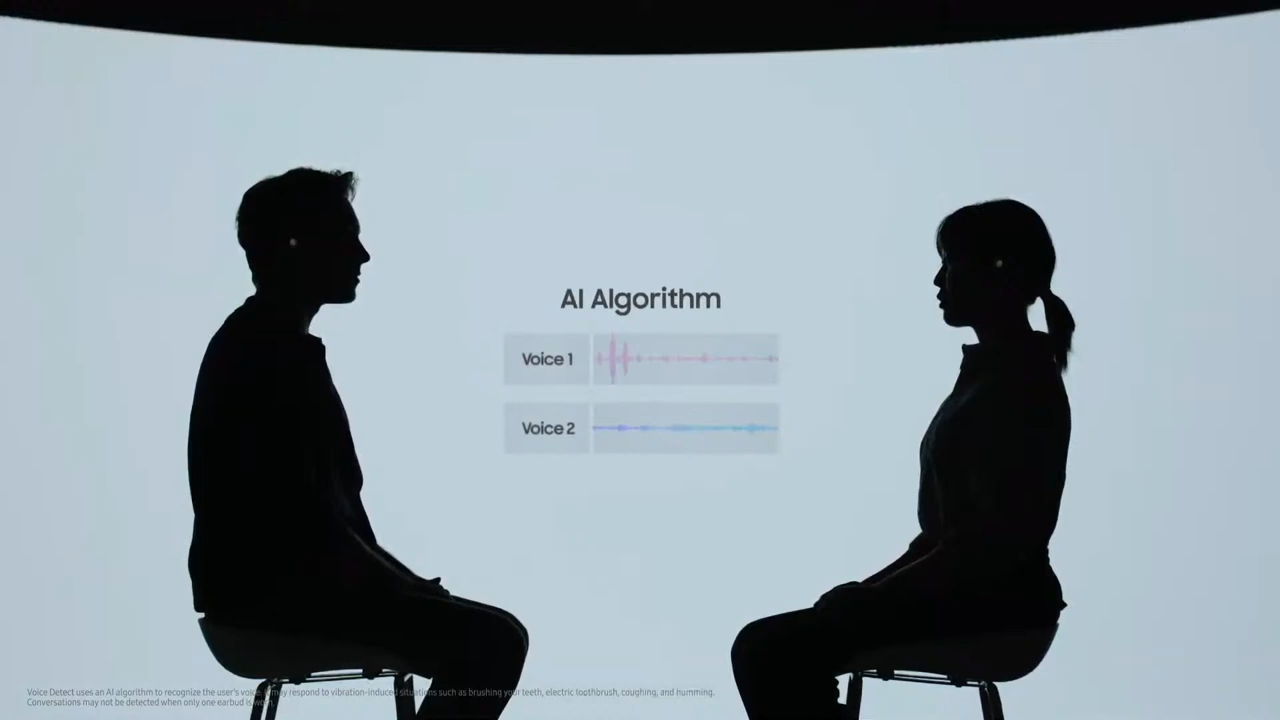 AI Algorithm
Voice 1
Voice 2
Voice Detect uses an AI algorithm to recognize the user's voice. It may respond to vibration-induced situations such as brushing your teeth, electric toothbrush, coughing, and humming.
Conversations may not be detected when only one earbud is worn.